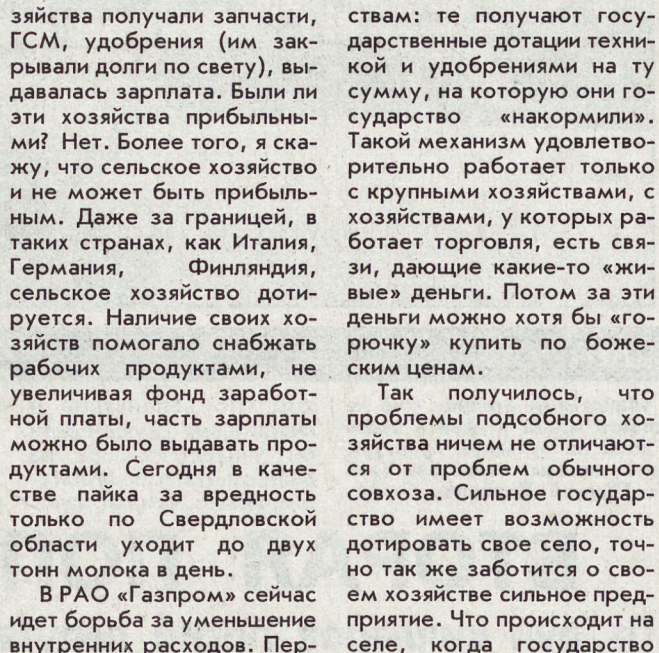 зяйства получали запчасти,
ГСМ, удобрения (им зак-
рывали долги по свету), вы-
давалась зарплата. Были ли
эти хозяйства прибыльны-
ми? Нет. Более того, я ска-
жу, что сельское хозяйство
и не может быть прибыль-
ным. Даже за границей, в
таких странах, как Италия,
Германия, Финляндия,
сельское хозяйство доти-
руется. Наличие своих хо-
зяйств помогало снабжать
рабочих продуктами, не
увеличивая фонд заработ-
ной платы, часть зарплаты
можно было выдавать про-
дуктами. Сегодня в каче-
стве пайка за вредность
только по Свердловской
области уходит до двух
тонн молока в день.
В РАО «Газпром» сейчас
идет борьба за уменьшение
внутренних расходов. Пер-
ствам: те получают госу-
дарственные дотации техни-
кой и удобрениями на ту
сумму, на которую они го-
сударство «накормили».
Такой механизм удовлетво-
рительно работает только
с крупными хозяйствами, с
хозяйствами, у которых ра-
ботает торговля, есть свя-
зи, дающие какие-то «жи-
вые» деньги. Потом за эти
деньги можно хотя бы «го-
рючку» купить по боже-
ским ценам.
Так получилось, что
проблемы подсобного хо-
зяйства ничем не отличают-
ся от проблем обычного
совхоза. Сильное государ-
ство имеет возможность
дотировать свое село, точ-
но так же заботится о сво-
ем хозяйстве сильное пред-
приятие. Что происходит на
селе, когда государство